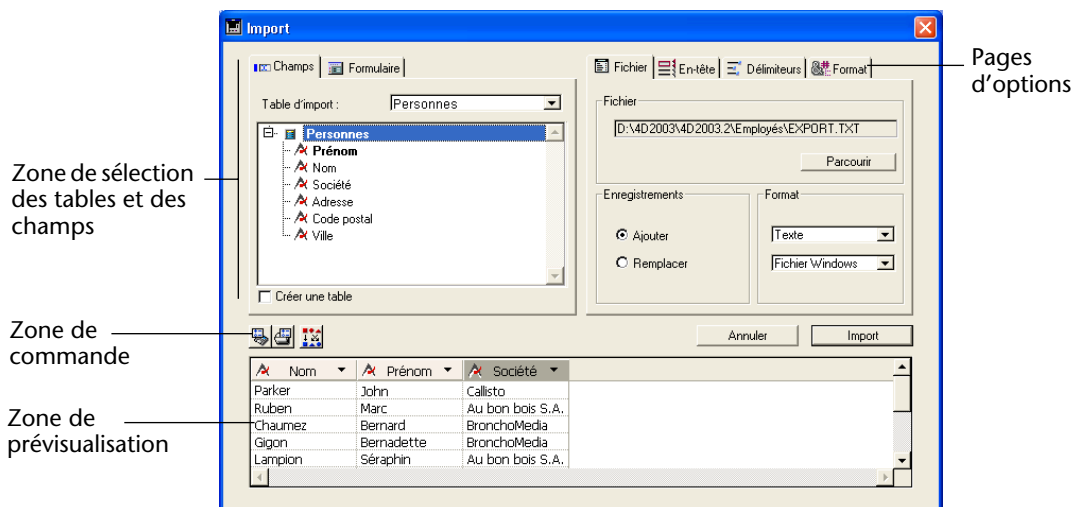 Import
Champs
Formulaire
Table d'import :
Personnes
Personnes
Prénom
Nom
Société
Adresse
Code postal
Ville
Créer une table
Fichier
En-tête
Délimiteurs
Format
Fichier
D:\4D2003\4D2003.2\Employés\EXPORT.TXT
Parcourir
Enregistrements
Ajouter
Remplacer
Format
Texte
Fichier Windows
Annuler
Import
Nom Prénom Société
Parker John Callisto
Ruben Marc Au bon bois S.A.
Chaumez Bernard BronchoMedia
Gigon Bernadette BronchoMedia
Lampion Séraphin Au bon bois S.A.
Pages
d'options
Zone de sélection
des tables et des
champs
Zone de
commande
Zone de
prévisualisation